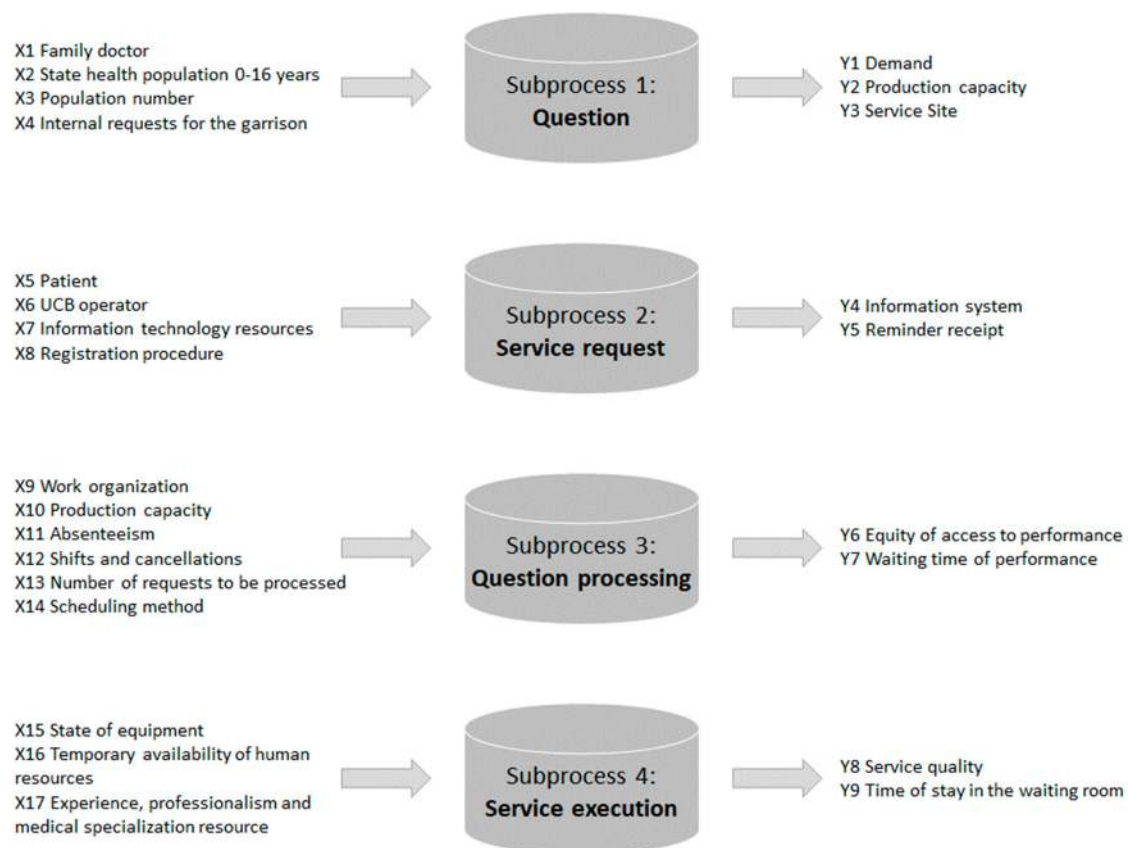 X1 Family doctor
X2 State health population 0-16 years
X3 Population number
X4 Internal requests for the garrison
Subprocess 1:
Question
Y1 Demand
Y2 Production capacity
Y3 Service Site
X5 Patient
X6 UCB operator
X7 Information technology resources
X8 Registration procedure
Subprocess 2:
Service request
Y4 Information system
Y5 Reminder receipt
X9 Work organization
X10 Production capacity
X11 Absenteeism
X12 Shifts and cancellations
X13 Number of requests to be processed
X14 Scheduling method
Subprocess 3:
Question processing
Y6 Equity of access to performance
Y7 Waiting time of performance
X15 State of equipment
X16 Temporary availability of human
resources
X17 Experience, professionalism and
medical specialization resource
Subprocess 4:
Service execution
Y8 Service quality
Y9 Time of stay in the waiting room